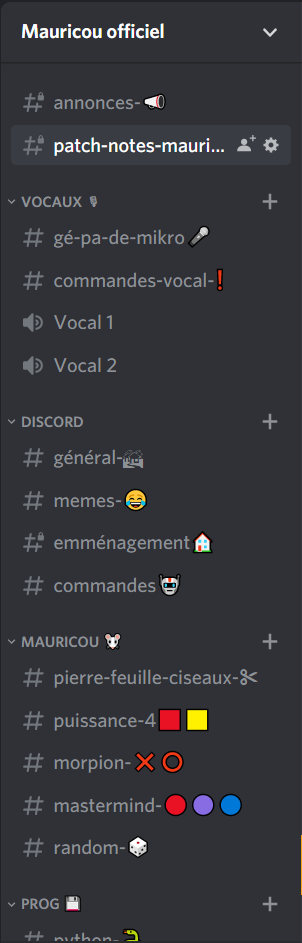 Mauricou officiel
annonces-📣
patch-notes-mauri...
VOCAUX 🎙
gé-pa-de-mikro🎤
commandes-vocal-❗
Vocal 1
Vocal 2
DISCORD
général-
memes-😂
emménagement🏠
commandes🤖
MAURICOU 🐭
pierre-feuille-ciseaux-✂
puissance-4🟥🟨
morpion-❌⭕
mastermind-🔴🟣🔵
random-🎲
PROG 💾
python-🐍